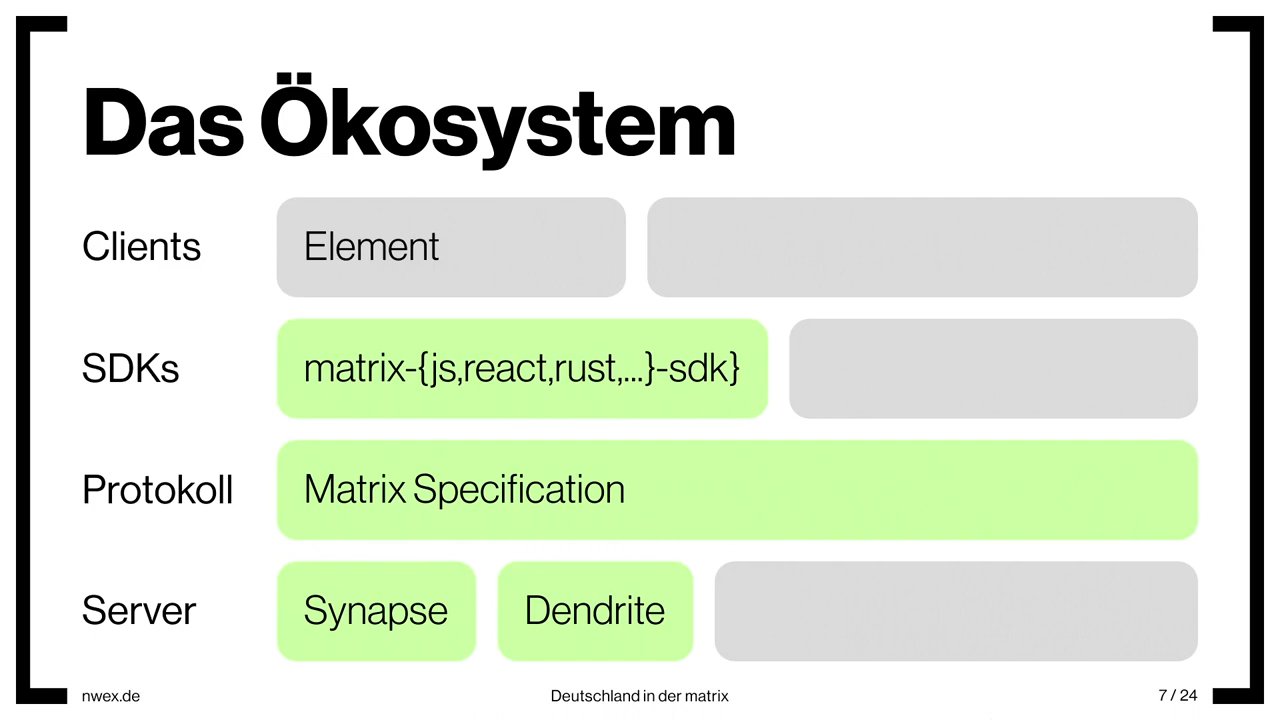 Das Ökosystem
Clients
Element
SDKs
matrix-{js,react,rust,...}-sdk}
Protokoll
Matrix Specification
Server
Synapse
Dendrite
nwex.de
Deutschland in der matrix
7 / 24